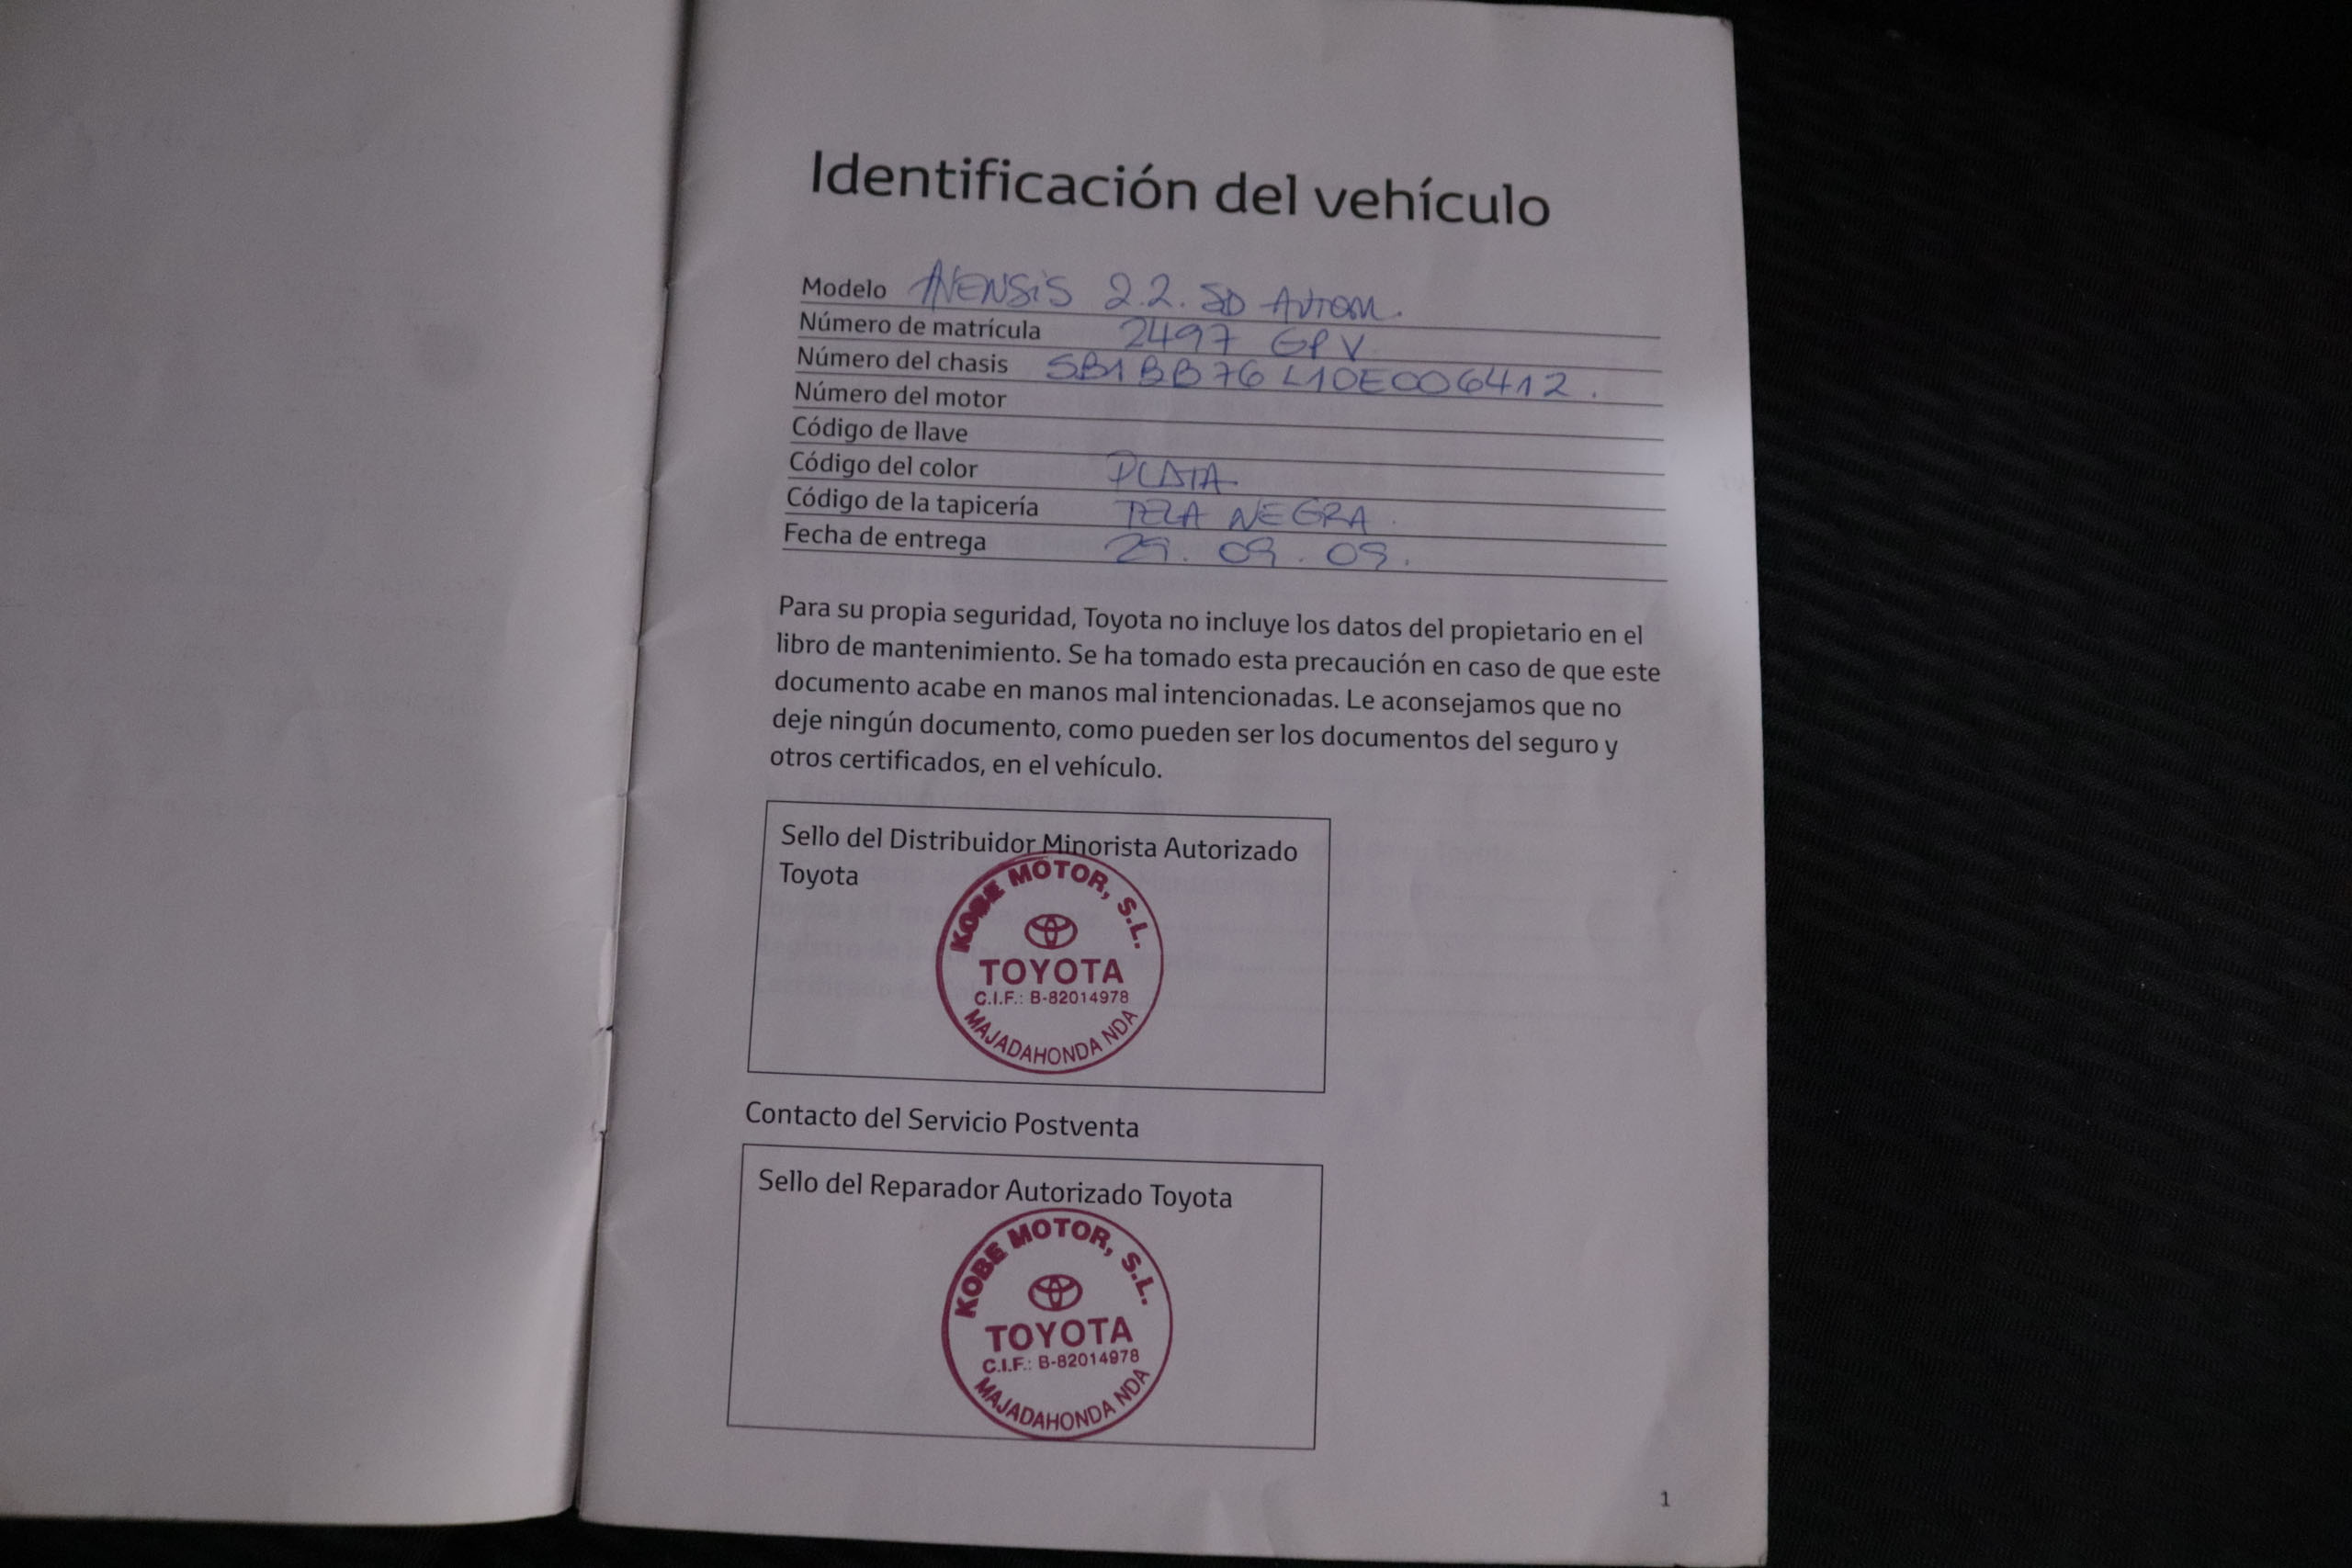 Identificación del vehículo
Modelo AVENSIS 2.2. SD AUTOM.
Número de matrícula 2497 GPV
Número del chasis SB1BB76L10E006412.
Número del motor
Código de llave
Código del color PLATA
Código de la tapicería TELA NEGRA.
Fecha de entrega 29. 09. 09.
Para su propia seguridad, Toyota no incluye los datos del propietario en el
libro de mantenimiento. Se ha tomado esta precaución en caso de que este
documento acabe en manos mal intencionadas. Le aconsejamos que no
deje ningún documento, como pueden ser los documentos del seguro y
otros certificados, en el vehículo.
Sello del Distribuidor Minorista Autorizado
Toyota
KOBE MOTOR, S.L.
TOYOTA
C.I.F.: B-82014978
MAJADAHONDA NDA
Contacto del Servicio Postventa
Sello del Reparador Autorizado Toyota
KOBE MOTOR, S.L.
TOYOTA
C.I.F.: B-82014978
MAJADAHONDA NDA
1